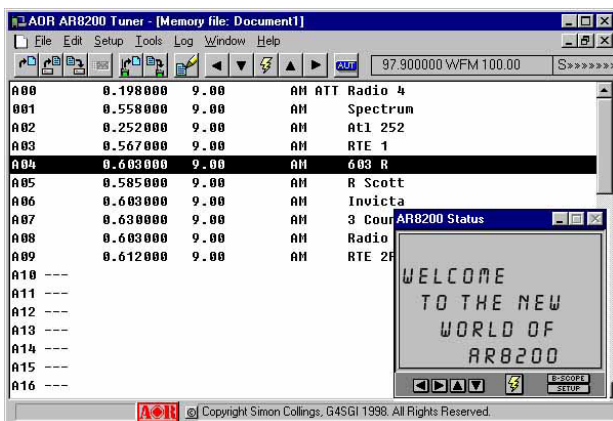 AOR AR8200 Tuner - [Memory file: Document1]
File Edit Setup Tools Log Window Help
AUT 97.900000 WFM 100.00 S»»»»»»»
A00 0.198000 9.00 AM ATT Radio 4
001 0.558000 9.00 AM Spectrum
A02 0.252000 9.00 AM Atl 252
A03 0.567000 9.00 AM RTE 1
A04 0.603000 9.00 AM 603 R
A05 0.585000 9.00 AM R Scott
A06 0.603000 9.00 AM Invicta
A07 0.630000 9.00 AM 3 Coun
A08 0.603000 9.00 AM Radio
A09 0.612000 9.00 AM RTE 2F
A10 ---
A11 ---
A12 ---
A13 ---
A14 ---
A15 ---
A16 ---
AR8200 Status
WELCOME
TO THE NEW
WORLD OF
AR8200
B-SCOPE
SETUP
AOR © Copyright Simon Collings, G4SGI 1998. All Rights Reserved.